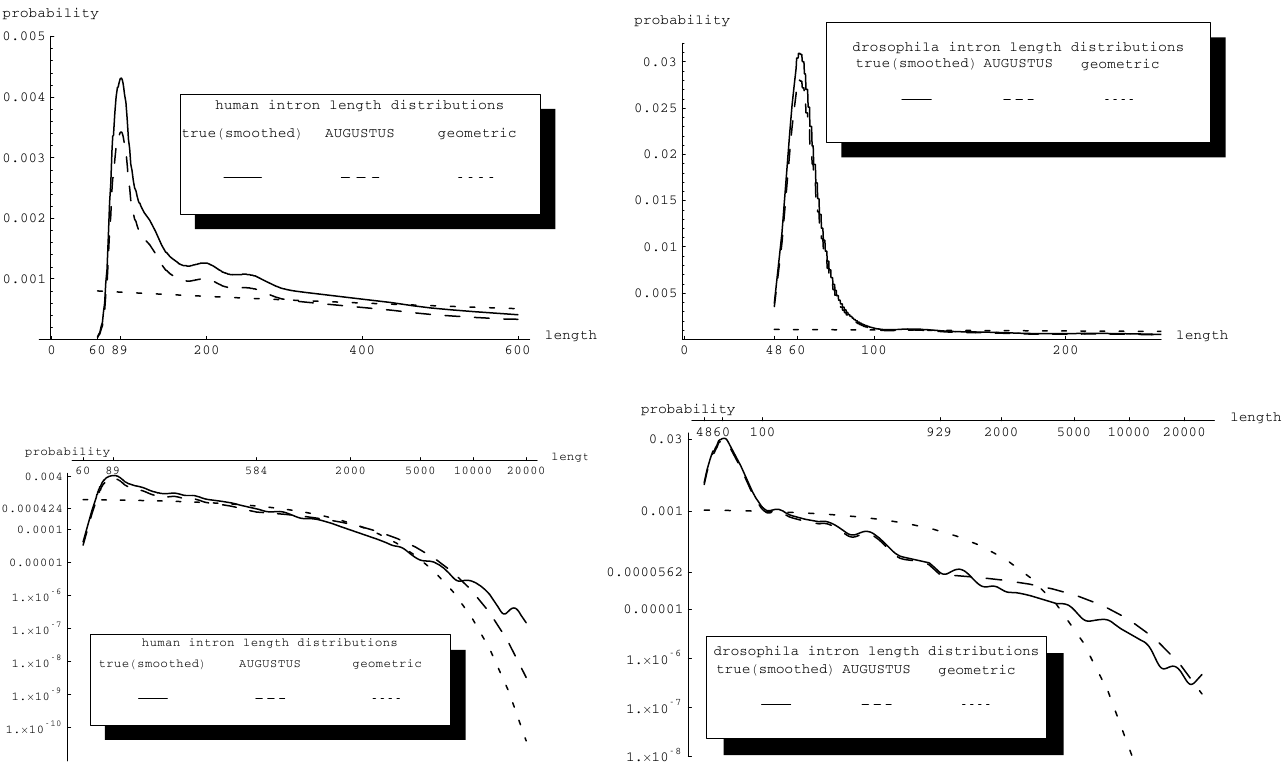 probability
0.005
0.004
0.003
0.002
0.001
human intron length distributions
true(smoothed) AUGUSTUS geometric
length
0 60 89 200 400 600
probability
0.03
0.025
0.02
0.015
0.01
0.005
drosophila intron length distributions
true(smoothed) AUGUSTUS geometric
length
0 48 60 100 200
probability
lengt
60 89 584 2000 5000 10000 20000
0.004
0.000424
0.0001
0.00001
1.×10^-6
1.×10^-7
1.×10^-8
1.×10^-9
1.×10^-10
human intron length distributions
true(smoothed) AUGUSTUS geometric
probability
length
4860 100 929 2000 5000 10000 20000
0.03
0.001
0.0000562
0.00001
1.×10^-6
1.×10^-7
1.×10^-8
drosophila intron length distributions
true(smoothed) AUGUSTUS geometric